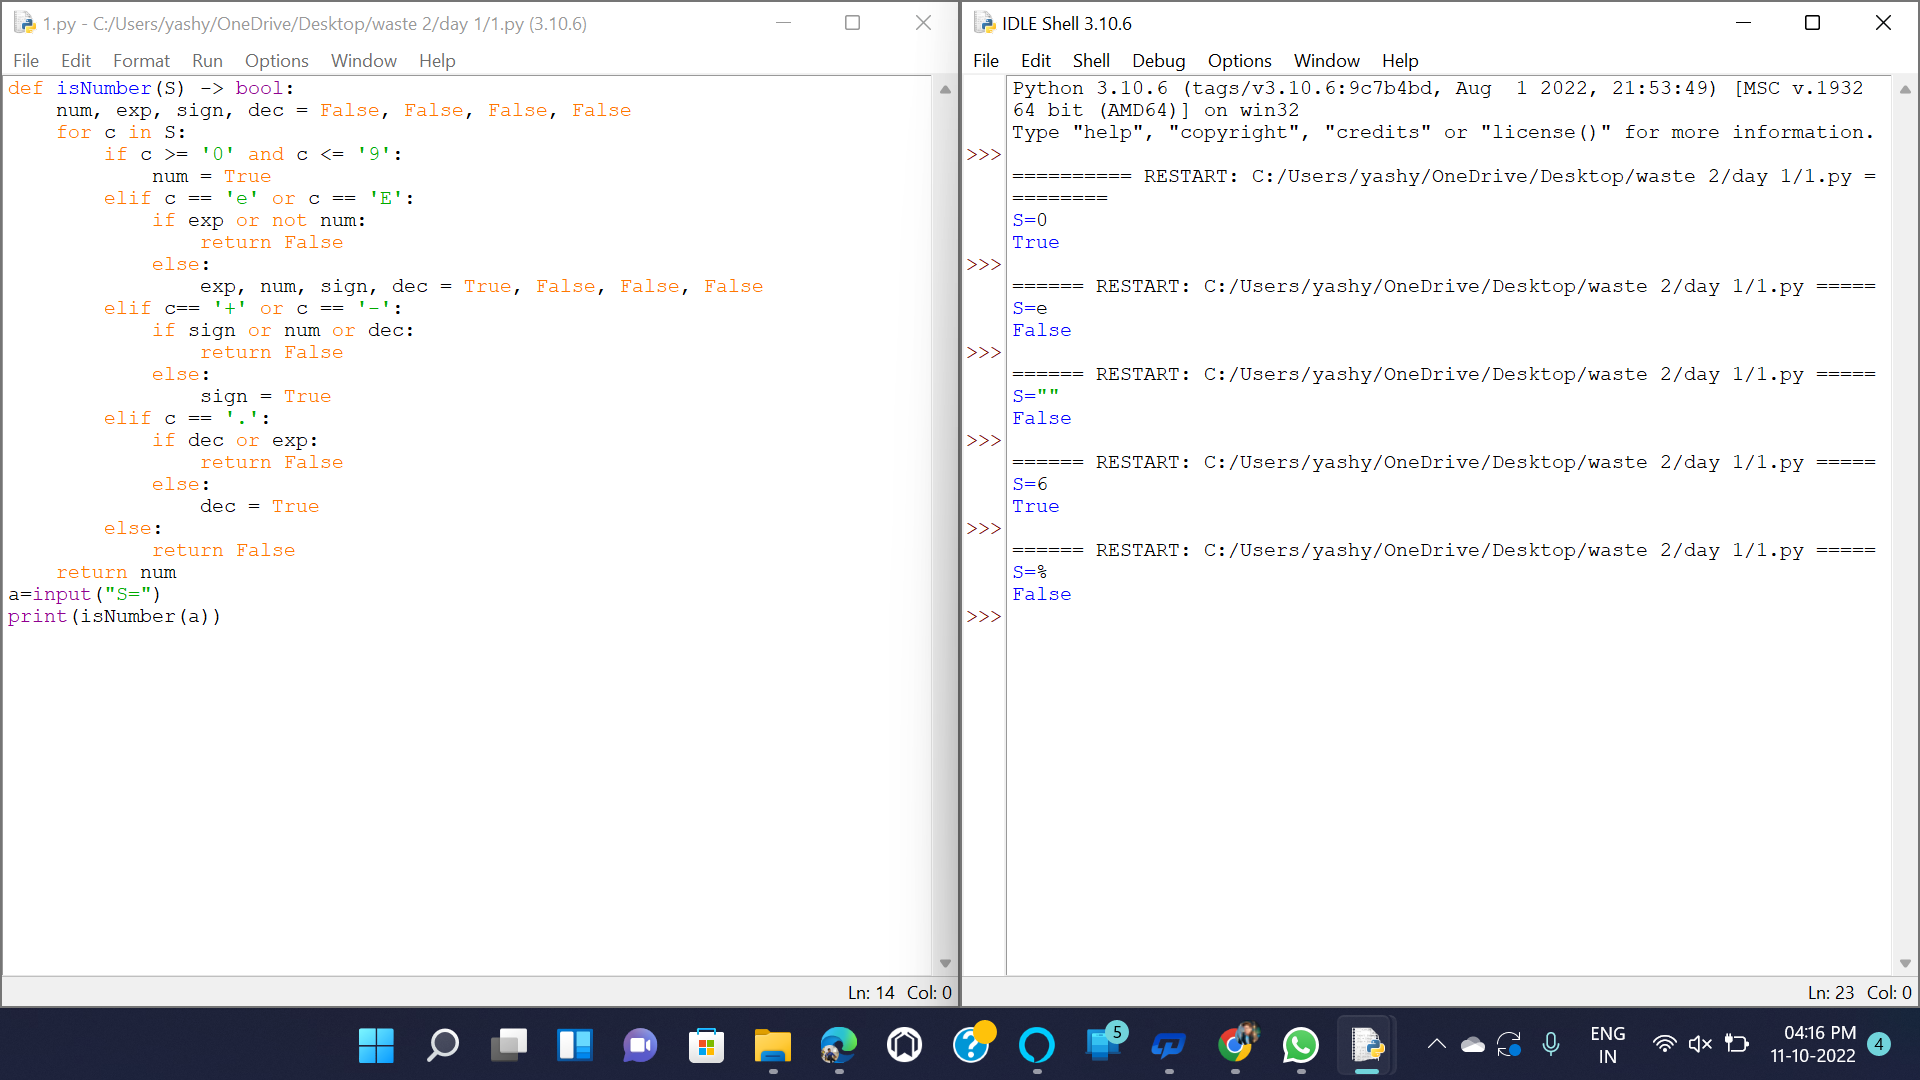 1.py - C:/Users/yashy/OneDrive/Desktop/waste 2/day 1/1.py (3.10.6)
File Edit Format Run Options Window Help
def isNumber(S) -> bool:
    num, exp, sign, dec = False, False, False, False
    for c in S:
        if c >= '0' and c <= '9':
            num = True
        elif c == 'e' or c == 'E':
            if exp or not num:
                return False
            else:
                exp, num, sign, dec = True, False, False, False
        elif c== '+' or c == '-':
            if sign or num or dec:
                return False
            else:
                sign = True
        elif c == '.':
            if dec or exp:
                return False
            else:
                dec = True
        else:
            return False
    return num
a=input("S=")
print(isNumber(a))
Ln: 14 Col: 0
IDLE Shell 3.10.6
File Edit Shell Debug Options Window Help
Python 3.10.6 (tags/v3.10.6:9c7b4bd, Aug  1 2022, 21:53:49) [MSC v.1932
64 bit (AMD64)] on win32
Type "help", "copyright", "credits" or "license()" for more information.
>>>
========== RESTART: C:/Users/yashy/OneDrive/Desktop/waste 2/day 1/1.py =
========
S=0
True
>>>
====== RESTART: C:/Users/yashy/OneDrive/Desktop/waste 2/day 1/1.py =====
S=e
False
>>>
====== RESTART: C:/Users/yashy/OneDrive/Desktop/waste 2/day 1/1.py =====
S=""
False
>>>
====== RESTART: C:/Users/yashy/OneDrive/Desktop/waste 2/day 1/1.py =====
S=6
True
>>>
====== RESTART: C:/Users/yashy/OneDrive/Desktop/waste 2/day 1/1.py =====
S=%
False
>>>
Ln: 23 Col: 0
5
ENG
IN
04:16 PM
11-10-2022
4